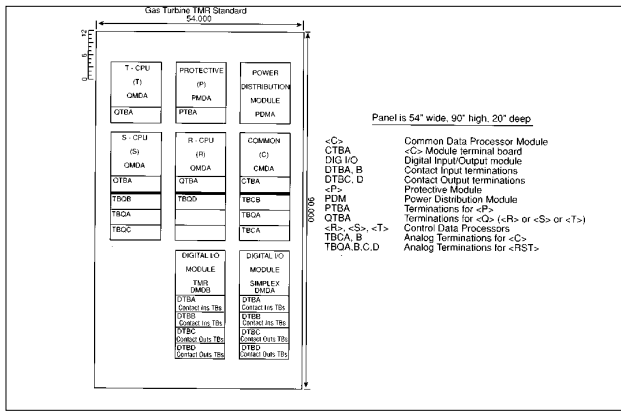 Gas Turbine TMR Standard
54.000
12
6
0
T - CPU
(T)
QMDA
QTBA
PROTECTIVE
(P)
PMDA
PTBA
POWER
DISTRIBUTION
MODULE
PDMA
S - CPU
(S)
QMDA
QTBA
TBQB
TBQA
TBQC
R - CPU
(R)
QMDA
QTBA
TBQD
COMMON
(C)
CMDA
CTBA
TBCB
TBQA
TBCA
90.000
DIGITAL I/O
MODULE
TMR
DMDB
DTBA
Contact Ins TBs
DTBB
Contact Ins TBs
DTBC
Contact Outs TBs
DTBD
Contact Outs TBs
DIGITAL I/O
MODULE
SIMPLEX
DMDA
DTBA
Contact Ins TBs
DTBB
Contact Ins TBs
DTBC
Contact Outs TBs
DTBD
Contact Outs TBs
Panel is 54" wide, 90" high, 20" deep
<C> Common Data Processor Module
CTBA <C> Module terminal board
DIG I/O Digital Input/Output module
DTBA, B Contact Input terminations
DTBC, D Contact Output terminations
<P> Protective Module
PDM Power Distribution Module
PTBA Terminations for <P>
QTBA Terminations for <Q> (<R> or <S> or <T>)
<R>, <S>, <T> Control Data Processors
TBCA, B Analog Terminations for <C>
TBQA,B,C,D Analog Terminations for <RST>